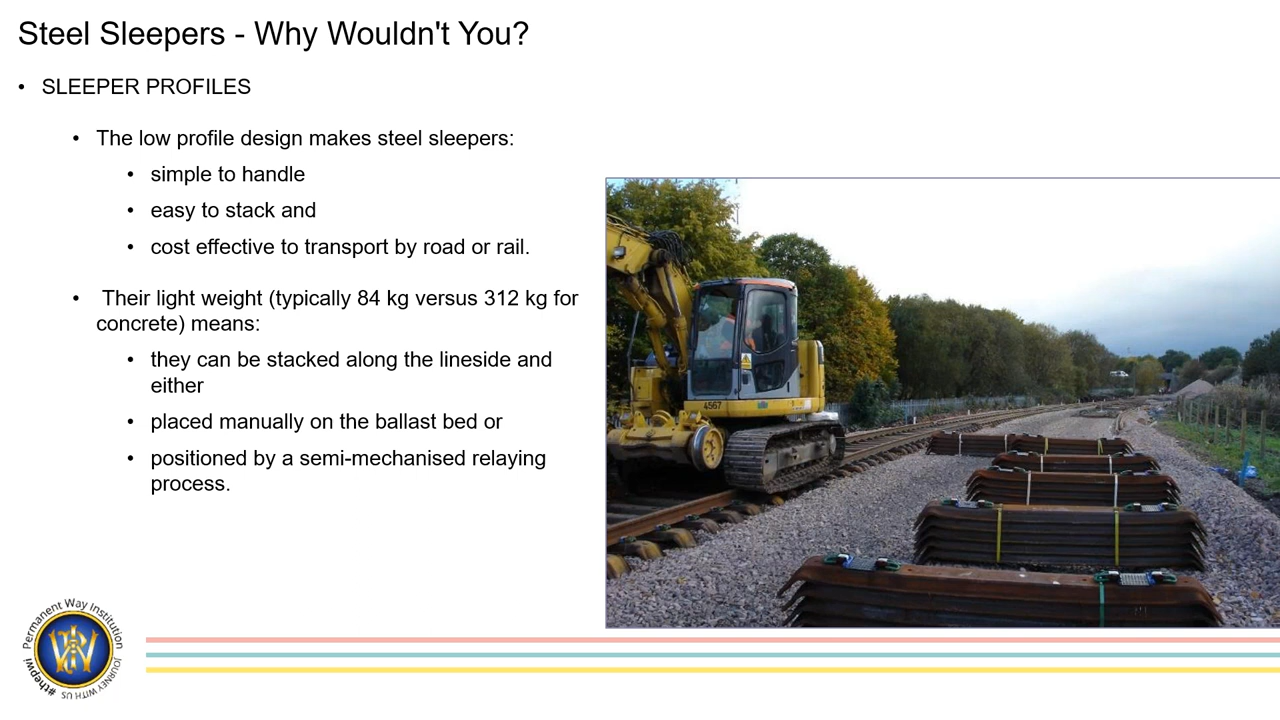 Steel Sleepers - Why Wouldn't You?
• SLEEPER PROFILES
• The low profile design makes steel sleepers:
• simple to handle
• easy to stack and
• cost effective to transport by road or rail.
• Their light weight (typically 84 kg versus 312 kg for
concrete) means:
• they can be stacked along the lineside and
either
• placed manually on the ballast bed or
• positioned by a semi-mechanised relaying
process.
4567
Permanent Way Institution
JOURNEY WITH US
#thepwi
PWI